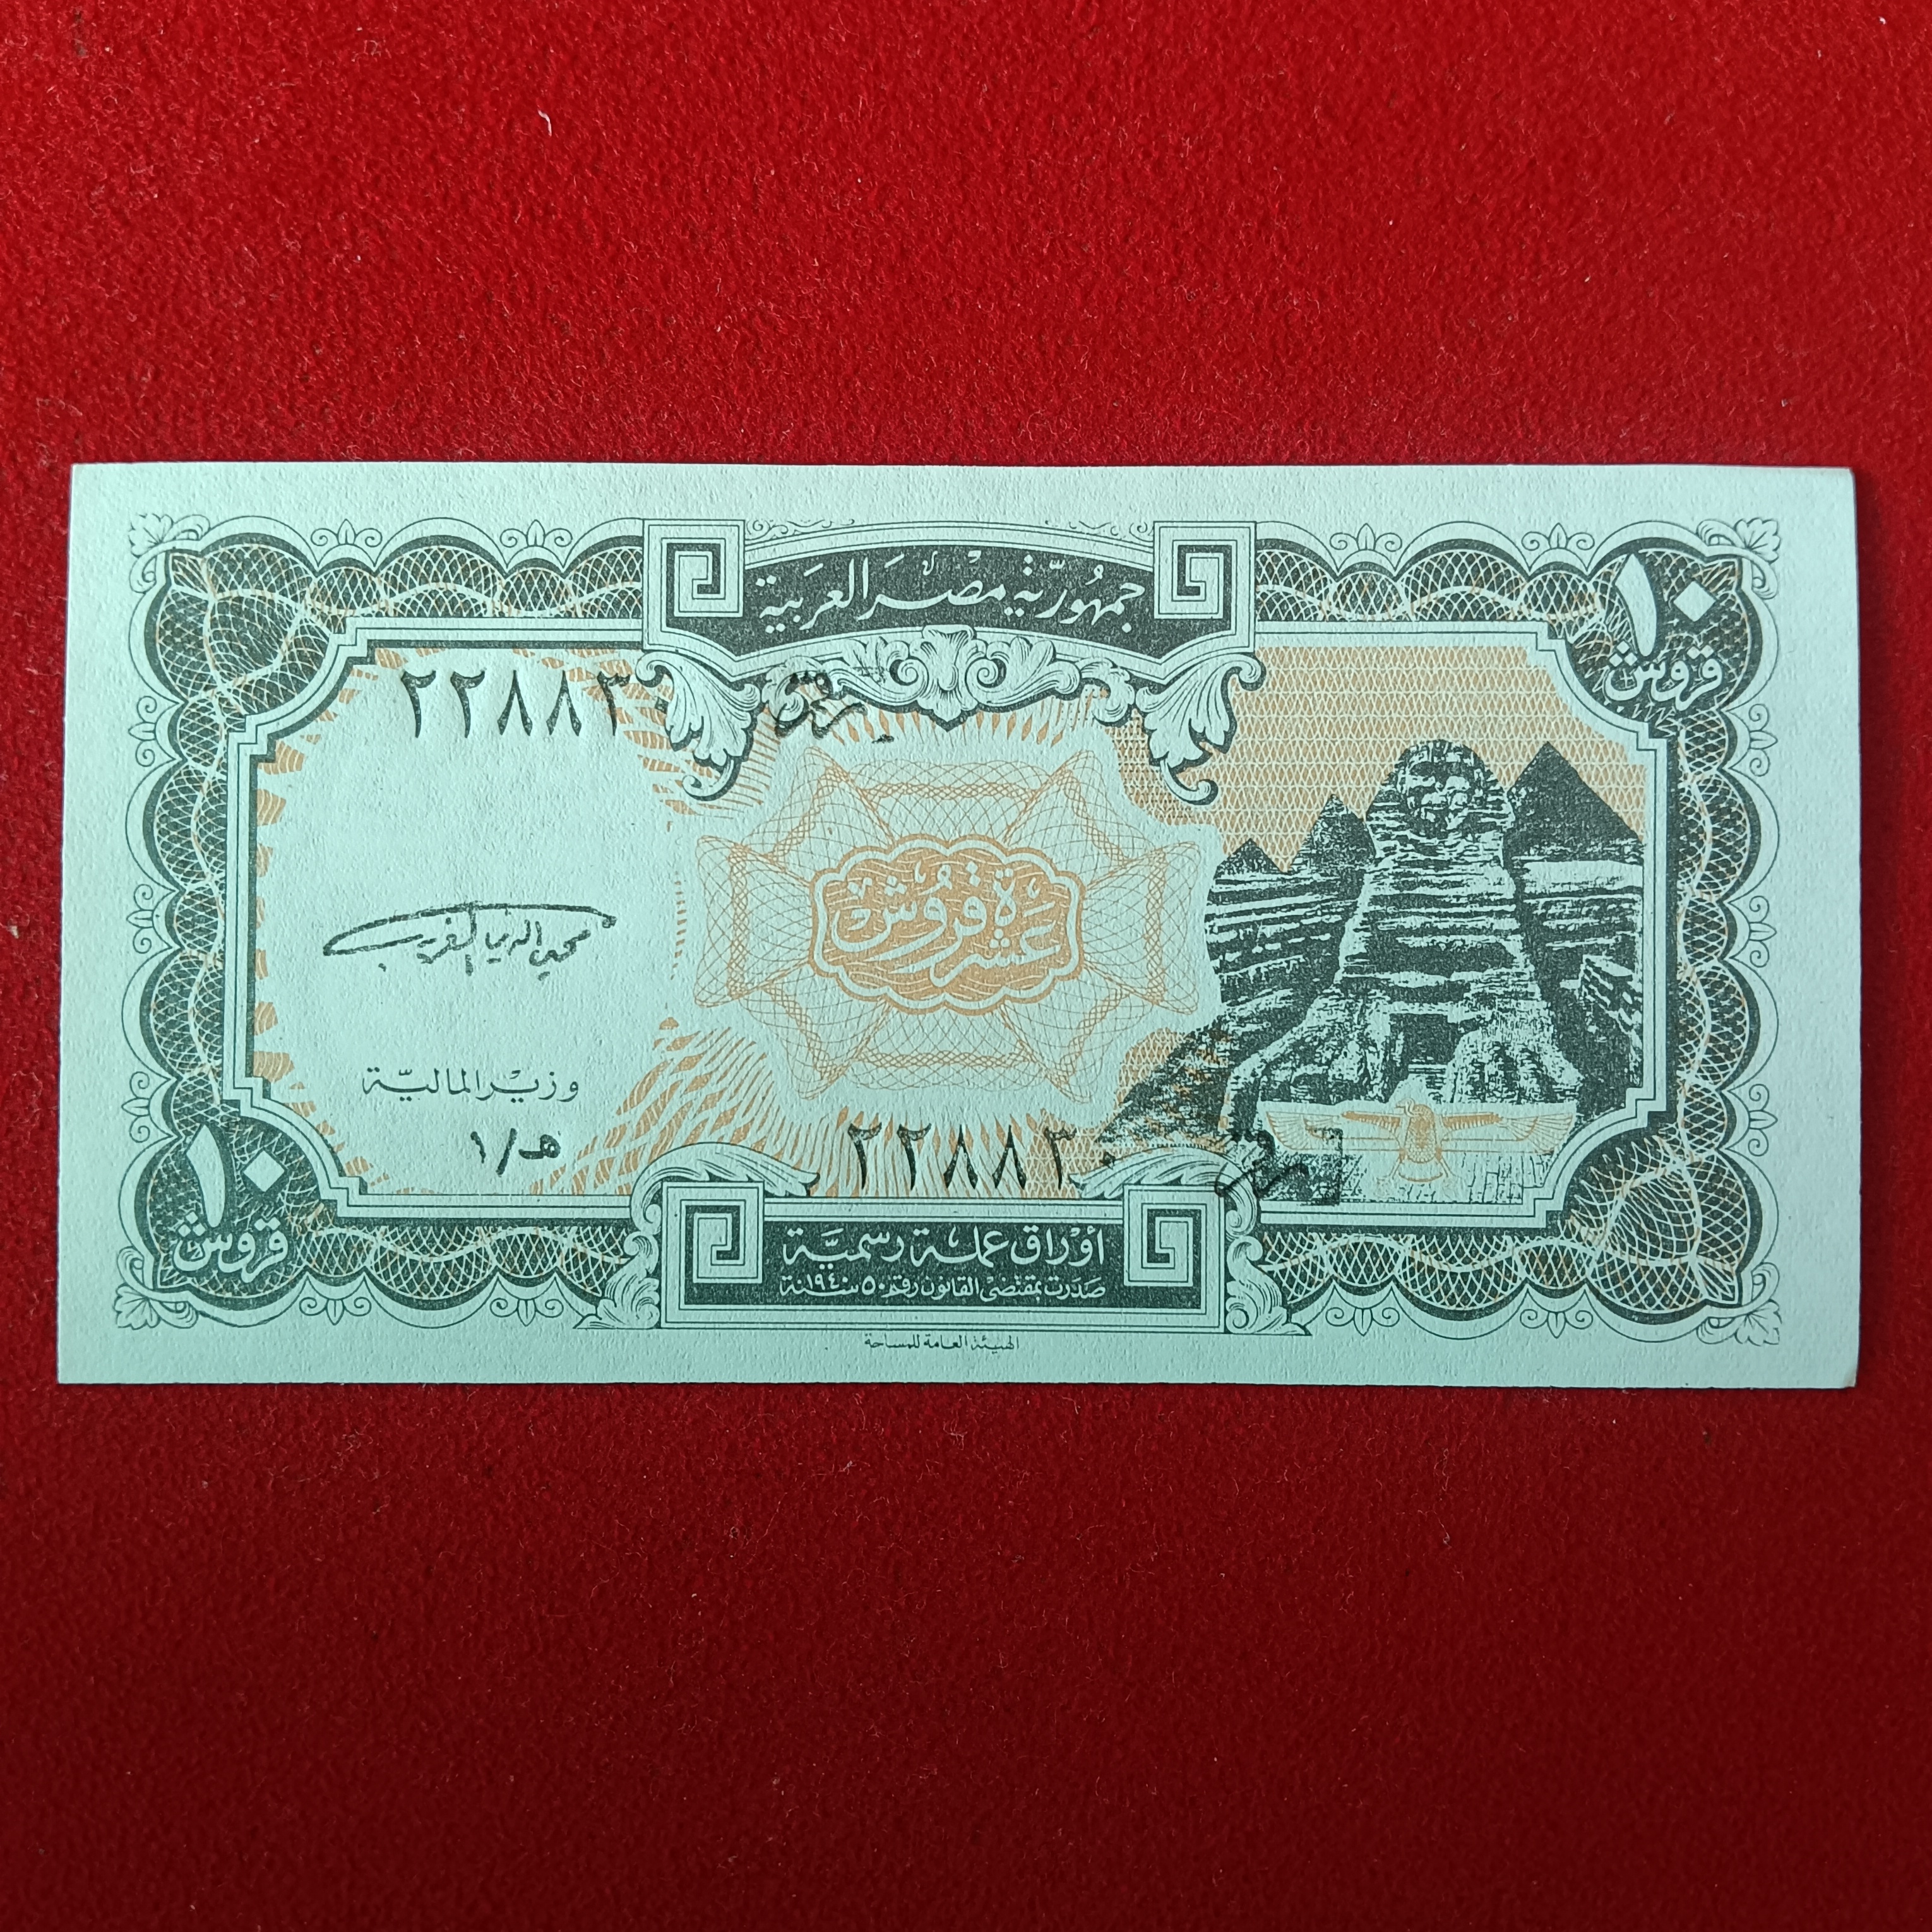 جمهورية مصر العربية
١٠
قروش
٢٢٨٨٣٠
عشرة قروش
وزير المالية
هـ/١
٢٢٨٨٣٠
١٠
قروش
أوراق عملة رسمية
صدرت بمقتضى القانون رقم ٥٠ سنة ١٩٤٠
الهيئة العامة للمساحة